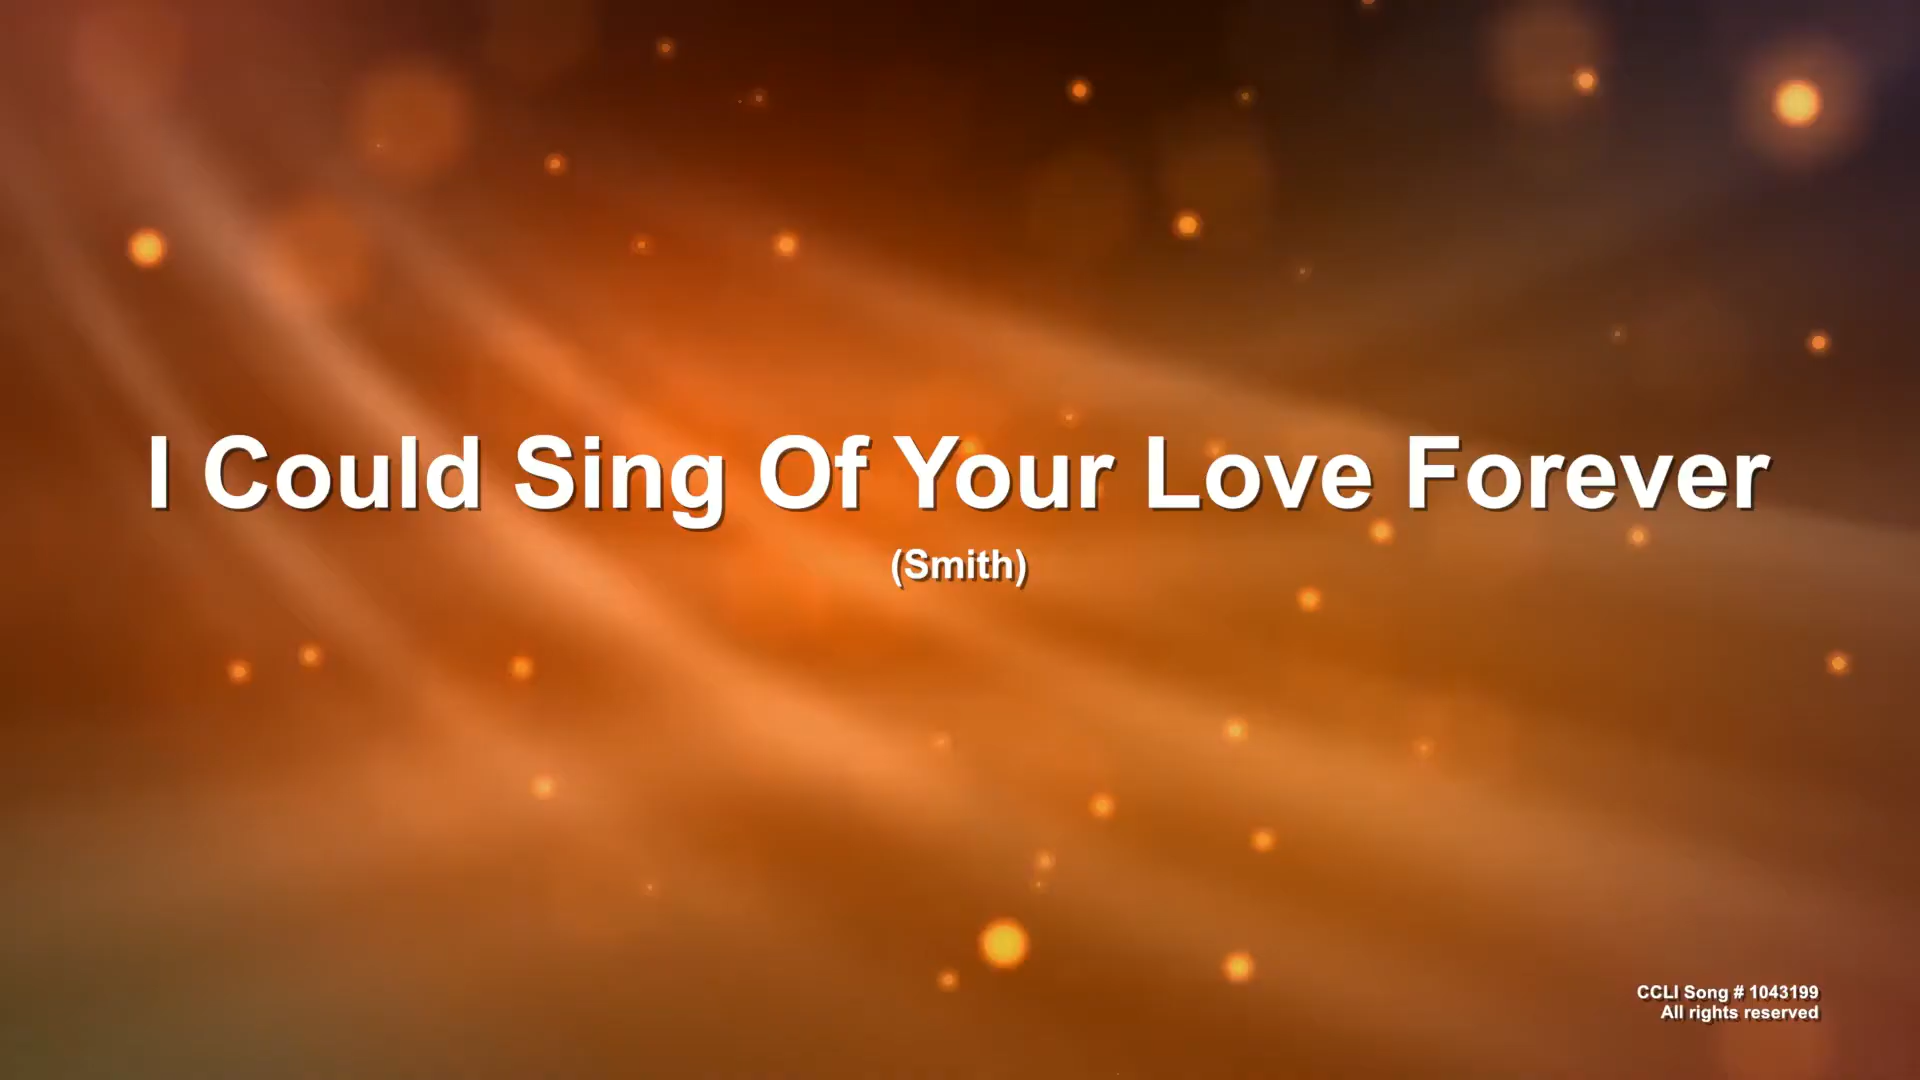 I Could Sing Of Your Love Forever
(Smith)
CCLI Song # 1043199
All rights reserved